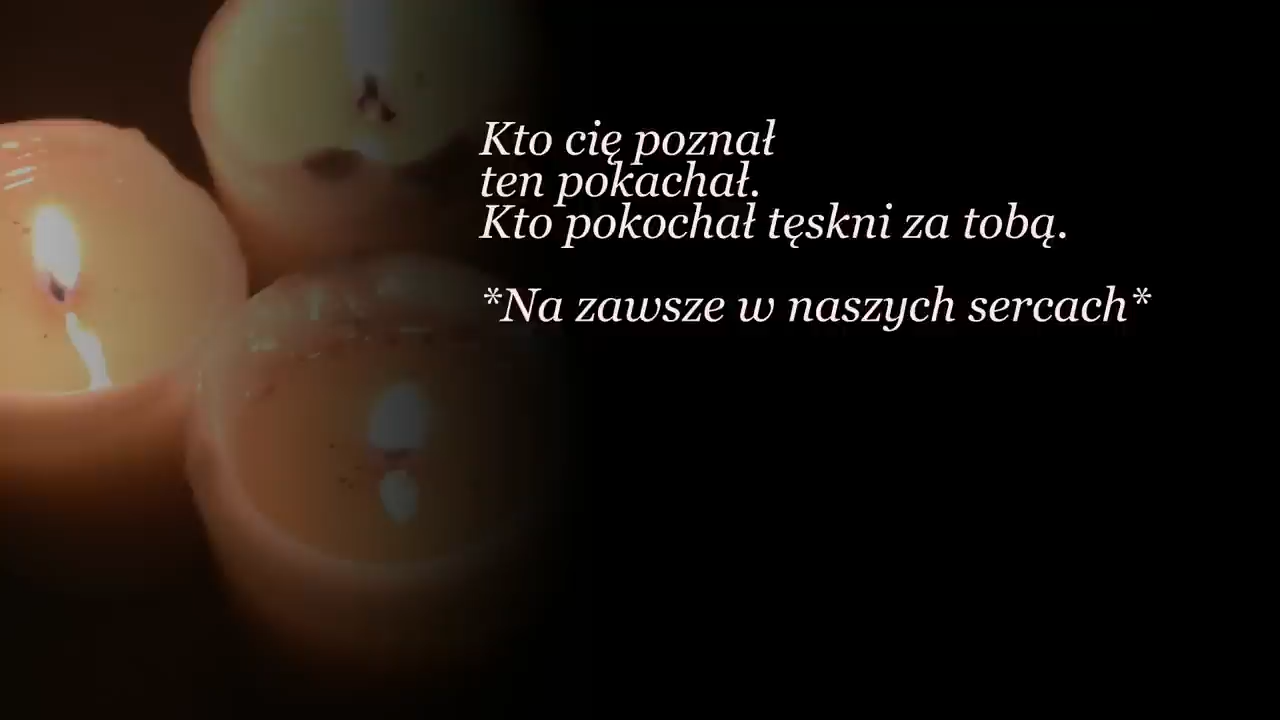 Kto cię poznał
ten pokachał.
Kto pokochał tęskni za tobą.
*Na zawsze w naszych sercach*